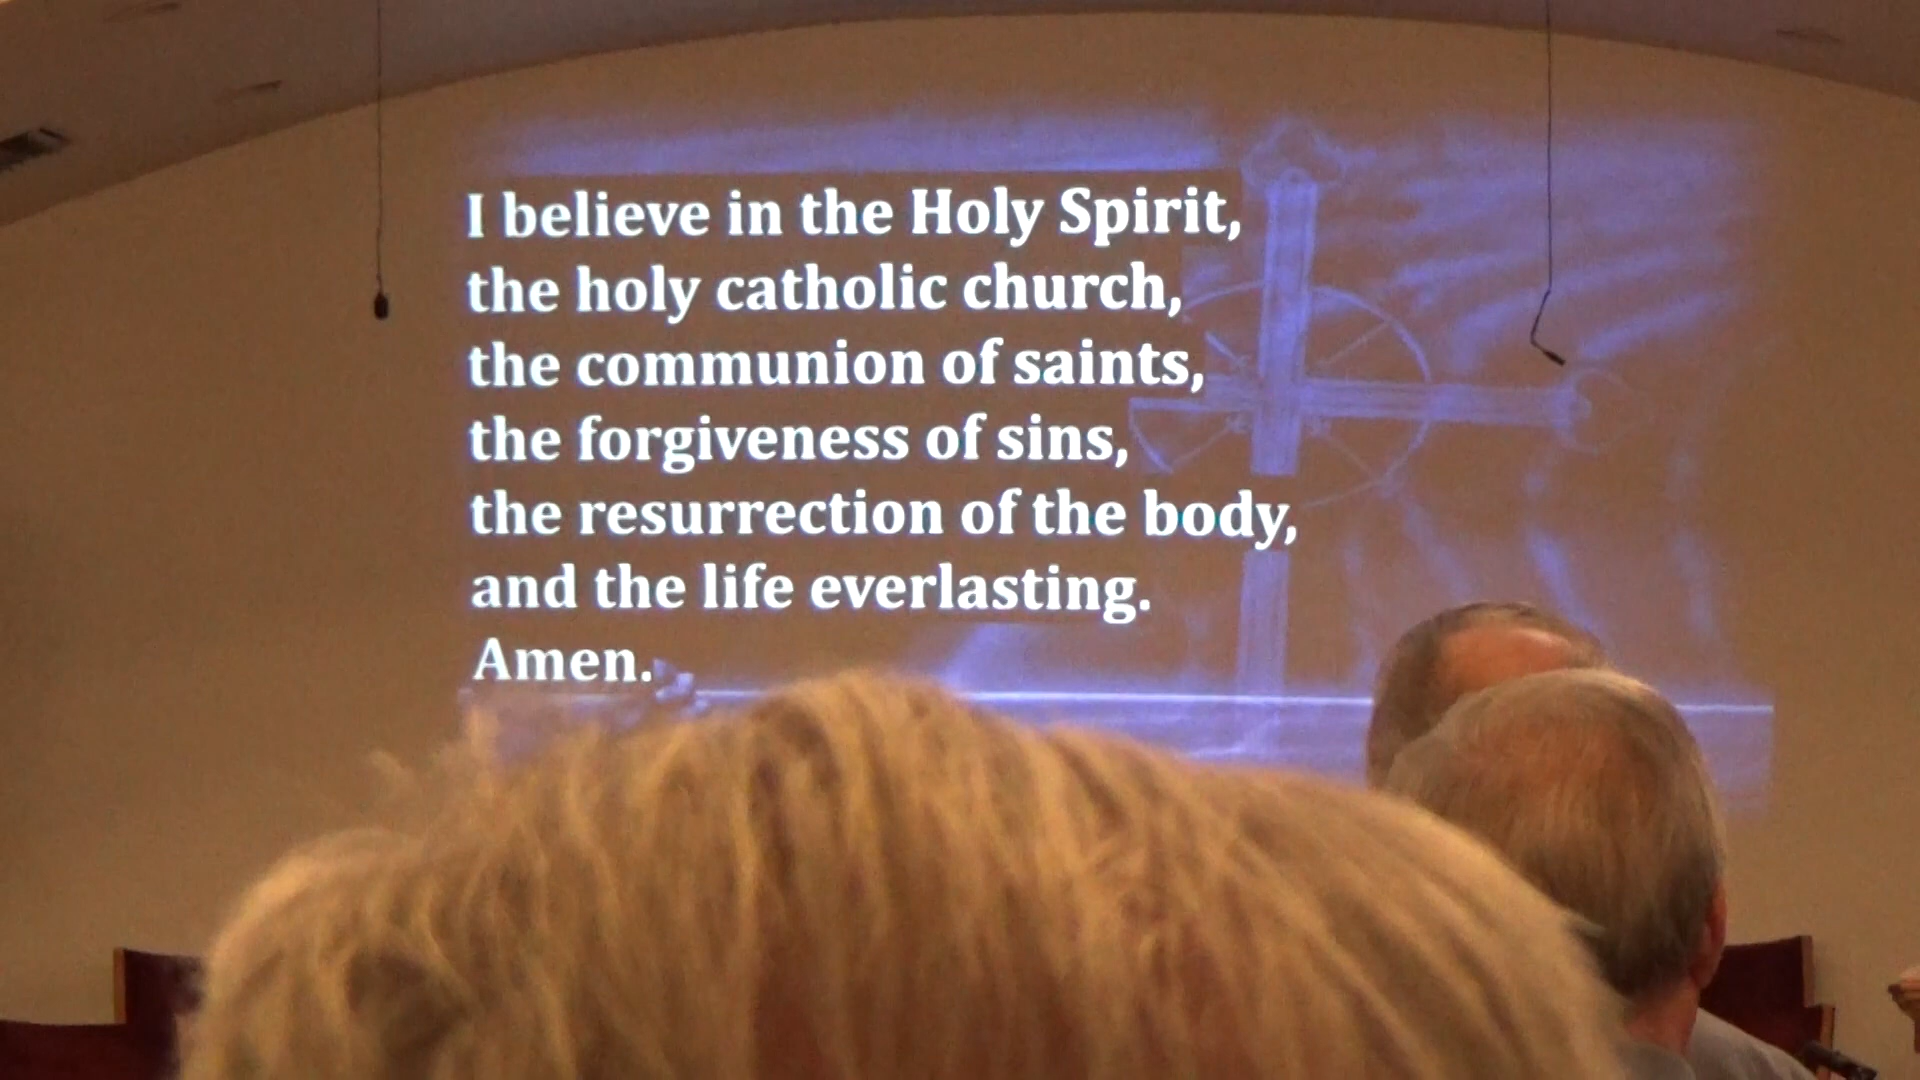 I believe in the Holy Spirit,
the holy catholic church,
the communion of saints,
the forgiveness of sins,
the resurrection of the body,
and the life everlasting.
Amen.